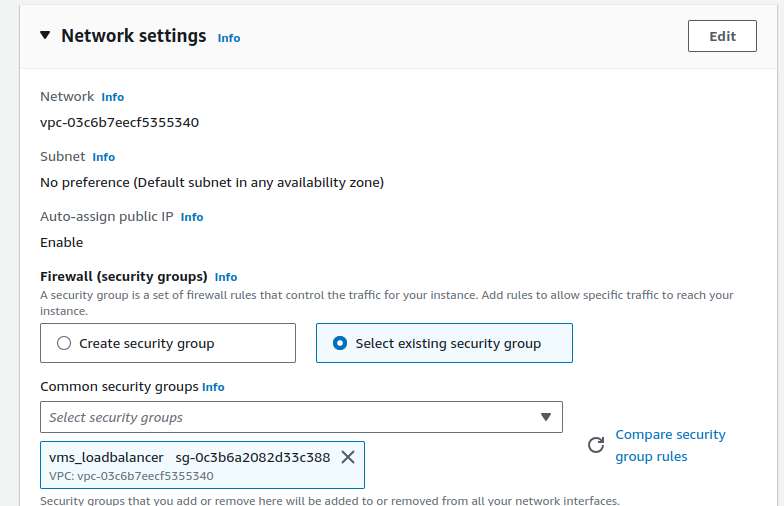 Network settings Info
Edit
Network Info
vpc-03c6b7eecf5355340
Subnet Info
No preference (Default subnet in any availability zone)
Auto-assign public IP Info
Enable
Firewall (security groups) Info
A security group is a set of firewall rules that control the traffic for your instance. Add rules to allow specific traffic to reach your
instance.
Create security group
Select existing security group
Common security groups Info
Select security groups
vms_loadbalancer sg-0c3b6a2082d33c388
VPC: vpc-03c6b7eecf5355340
Compare security
group rules
Security groups that you add or remove here will be added to or removed from all your network interfaces.